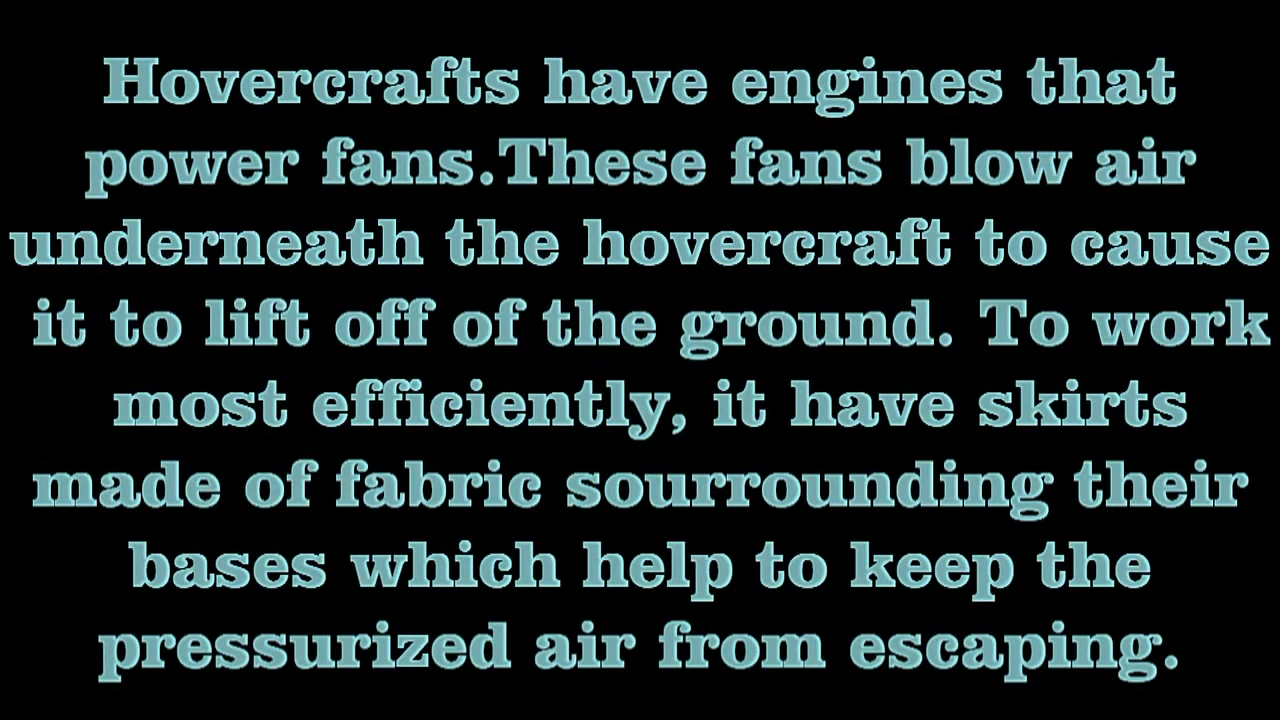 Hovercrafts have engines that
power fans.These fans blow air
underneath the hovercraft to cause
it to lift off of the ground. To work
most efficiently, it have skirts
made of fabric sourrounding their
bases which help to keep the
pressurized air from escaping.